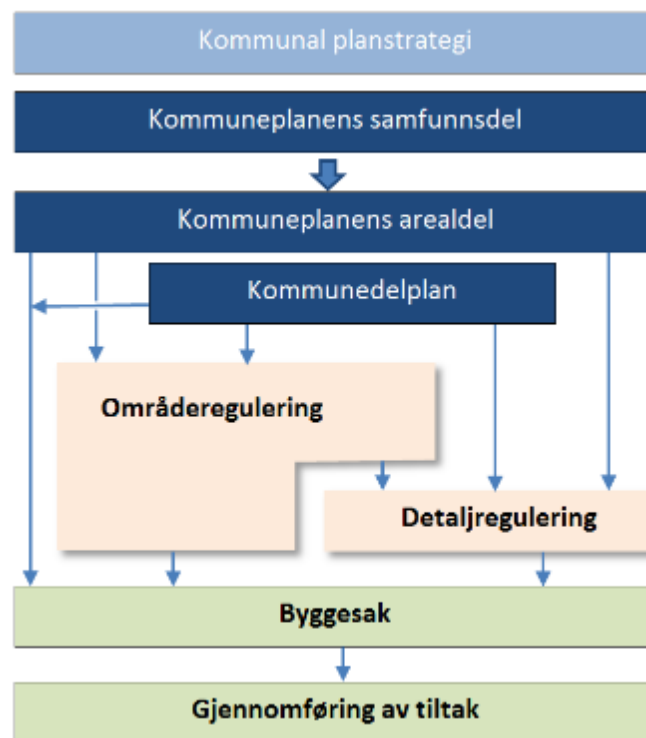 Kommunal planstrategi
Kommuneplanens samfunnsdel
Kommuneplanens arealdel
Kommunedelplan
Områderegulering
Detaljregulering
Byggesak
Gjennomføring av tiltak